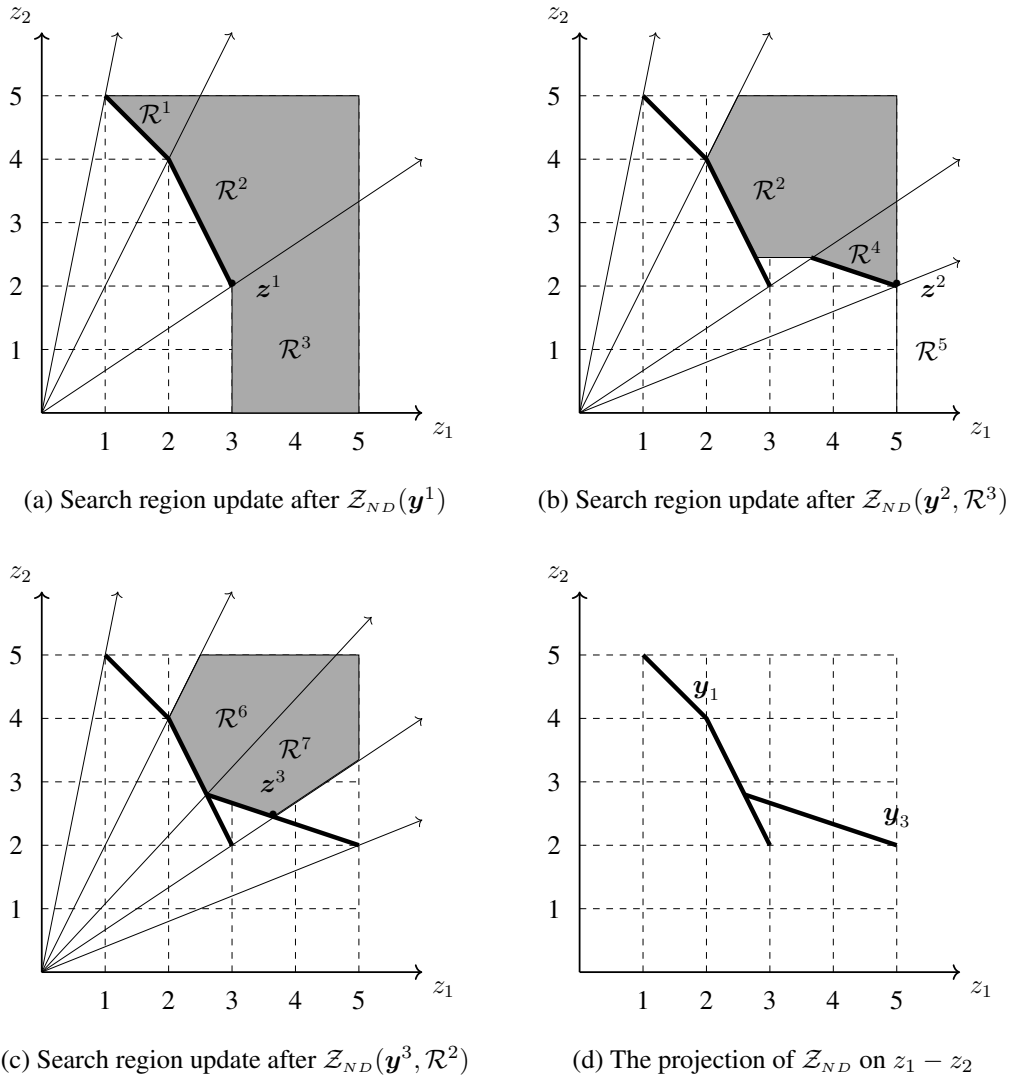 z₂
5
4
3
2
1
1 2 3 4 5
z₁
ℛ¹
ℛ²
z¹
ℛ³
(a) Search region update after 𝒵_ND(y¹)
z₂
5
4
3
2
1
1 2 3 4 5
z₁
ℛ²
ℛ⁴
z²
ℛ⁵
(b) Search region update after 𝒵_ND(y², ℛ³)
z₂
5
4
3
2
1
1 2 3 4 5
z₁
ℛ⁶
ℛ⁷
z³
(c) Search region update after 𝒵_ND(y³, ℛ²)
z₂
5
4
3
2
1
1 2 3 4 5
z₁
y₁
y₃
(d) The projection of 𝒵_ND on z₁ − z₂